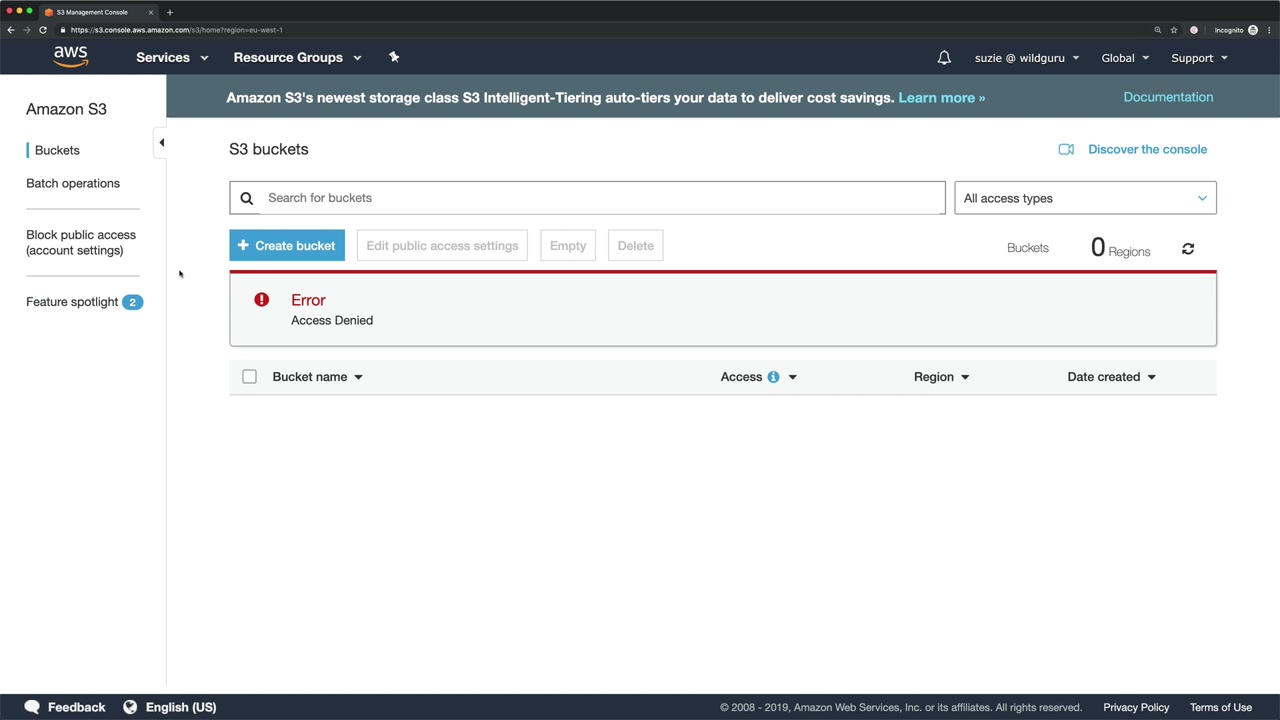 S3 Management Console
https://s3.console.aws.amazon.com/s3/home?region=eu-west-1
Incognito
aws
Services
Resource Groups
suzie @ wildguru
Global
Support
Amazon S3's newest storage class S3 Intelligent-Tiering auto-tiers your data to deliver cost savings. Learn more »
Documentation
Amazon S3
Buckets
Batch operations
Block public access
(account settings)
Feature spotlight 2
S3 buckets
Discover the console
Search for buckets
All access types
+ Create bucket
Edit public access settings
Empty
Delete
Buckets
0 Regions
Error
Access Denied
Bucket name
Access
Region
Date created
Feedback
English (US)
© 2008 - 2019, Amazon Web Services, Inc. or its affiliates. All rights reserved.
Privacy Policy
Terms of Use